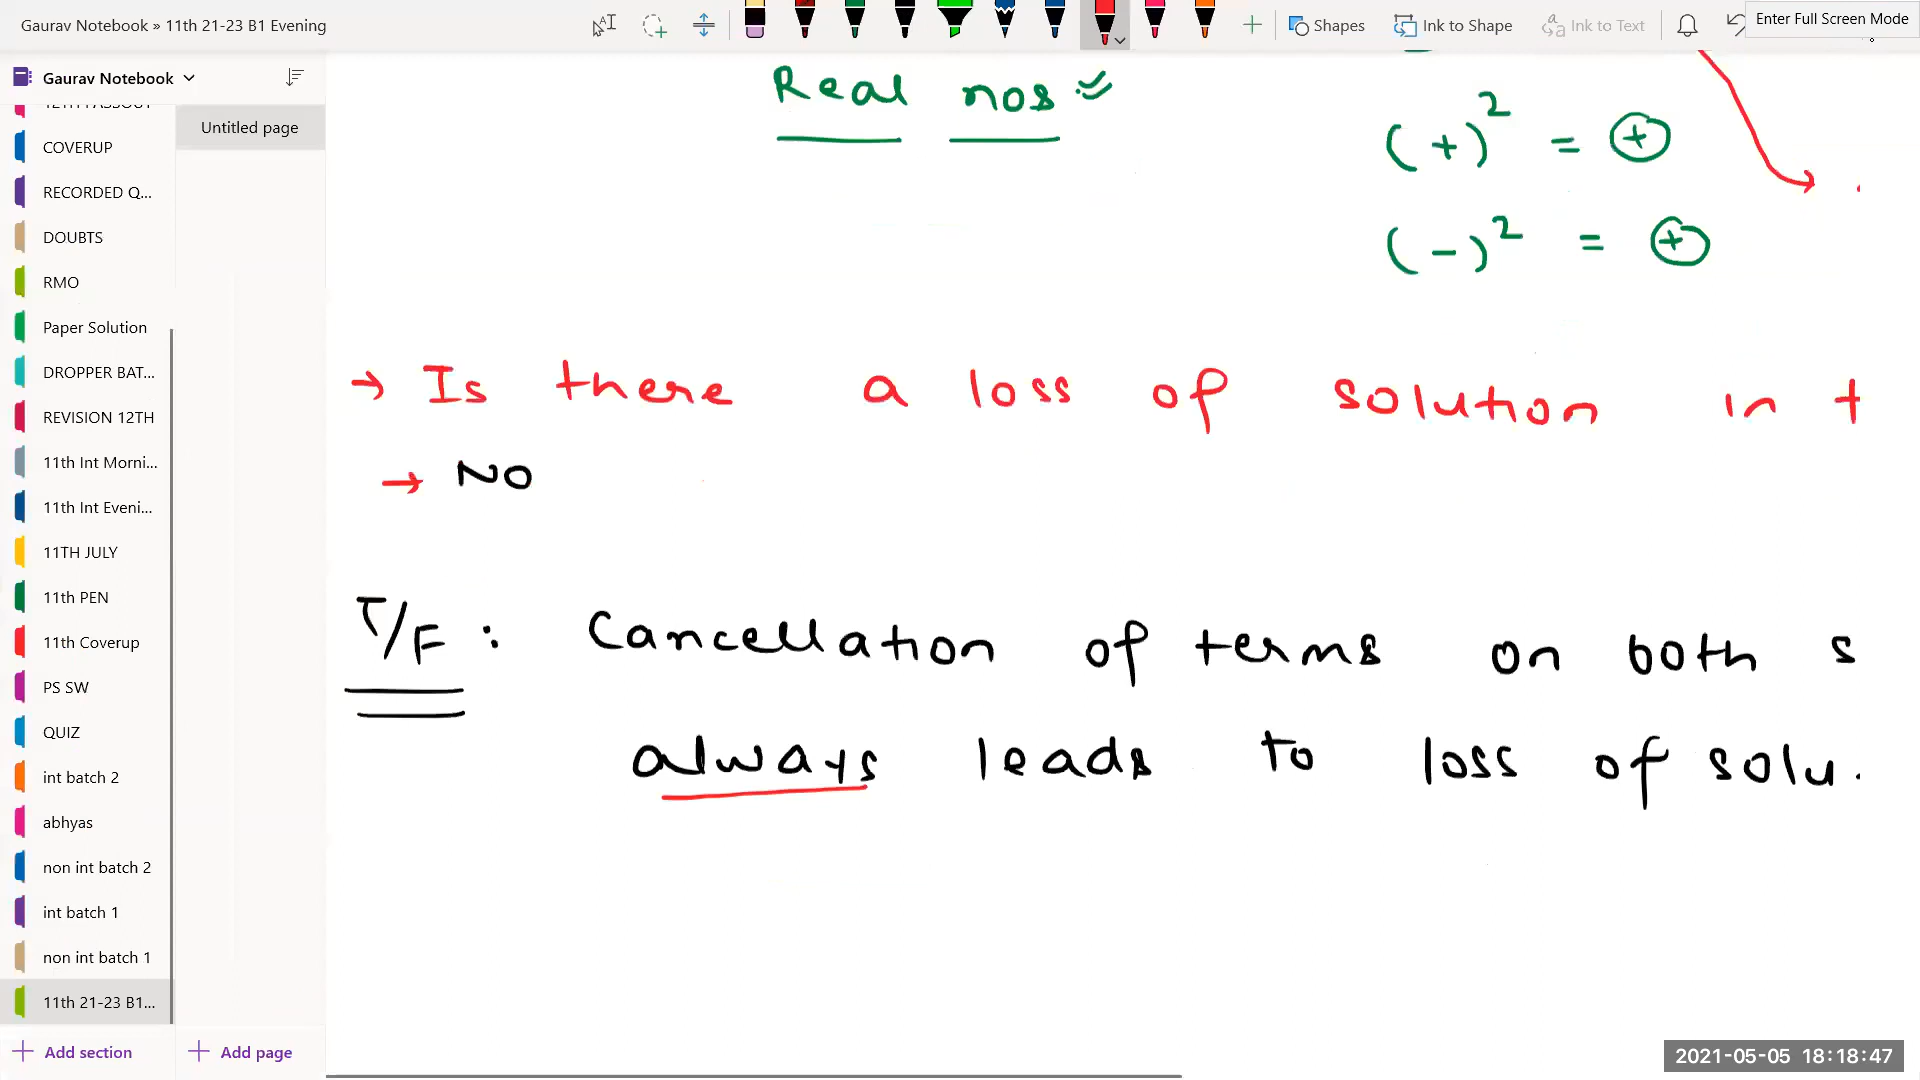 Gaurav Notebook » 11th 21-23 B1 Evening
Shapes
Ink to Shape
Ink to Text
Enter Full Screen Mode
Gaurav Notebook
COVERUP
RECORDED Q...
DOUBTS
RMO
Paper Solution
DROPPER BAT...
REVISION 12TH
11th Int Morni...
11th Int Eveni...
11TH JULY
11th PEN
11th Coverup
PS SW
QUIZ
int batch 2
abhyas
non int batch 2
int batch 1
non int batch 1
11th 21-23 B1...
Add section
Untitled page
Add page
Real nos
(+)² = +
(-)² = +
→ Is there a loss of solution in t
→ NO
T/F : Cancellation of terms on both s
always leads to loss of solu.
2021-05-05 18:18:47